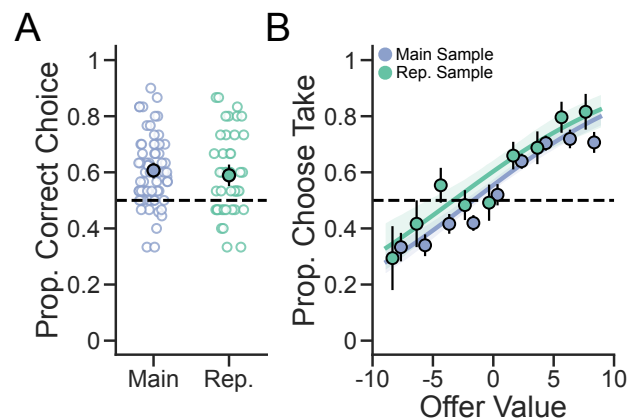 A
Prop. Correct Choice
1
0.8
0.6
0.4
0.2
0
Main
Rep.
B
Main Sample
Rep. Sample
Prop. Choose Take
1
0.8
0.6
0.4
0.2
0
-10
-5
0
5
10
Offer Value